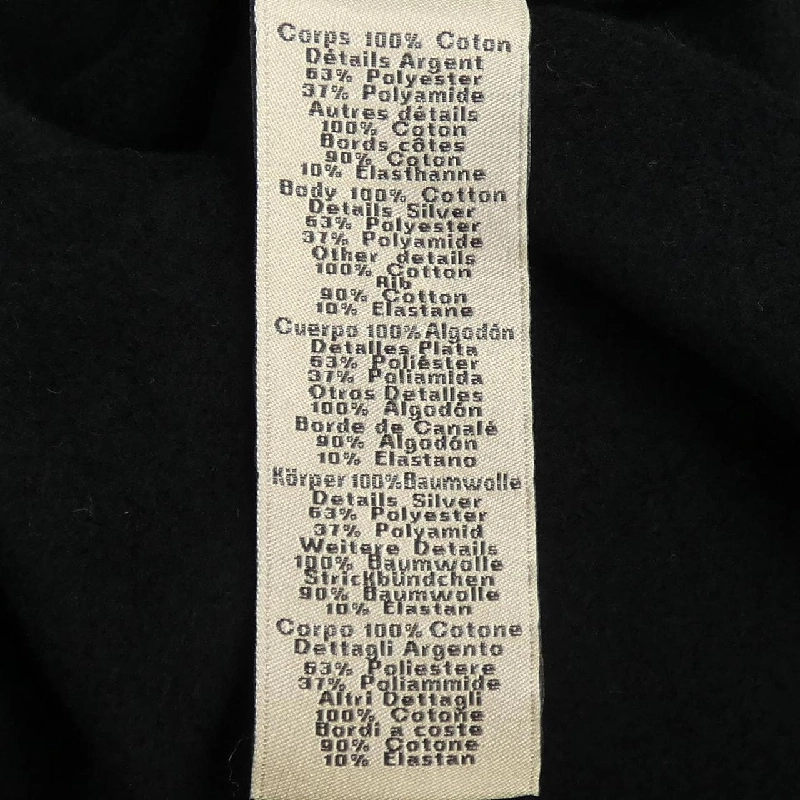 Corps 100% Coton
Détails Argent
63% Polyester
37% Polyamide
Autres détails
100% Coton
Bords côtes
90% Coton
10% Elasthanne
Body 100% Cotton
Details Silver
63% Polyester
37% Polyamide
Other details
100% Cotton
Rib
90% Cotton
10% Elastane
Cuerpo 100% Algodón
Detalles Plata
63% Poliéster
37% Poliamida
Otros Detalles
100% Algodón
Borde de Canalé
90% Algodón
10% Elastano
Körper 100% Baumwolle
Details Silver
63% Polyester
37% Polyamid
Weitere Details
100% Baumwolle
Strickbündchen
90% Baumwolle
10% Elastan
Corpo 100% Cotone
Dettagli Argento
63% Poliestere
37% Poliammide
Altri Dettagli
100% Cotone
Bordi a coste
90% Cotone
10% Elastan